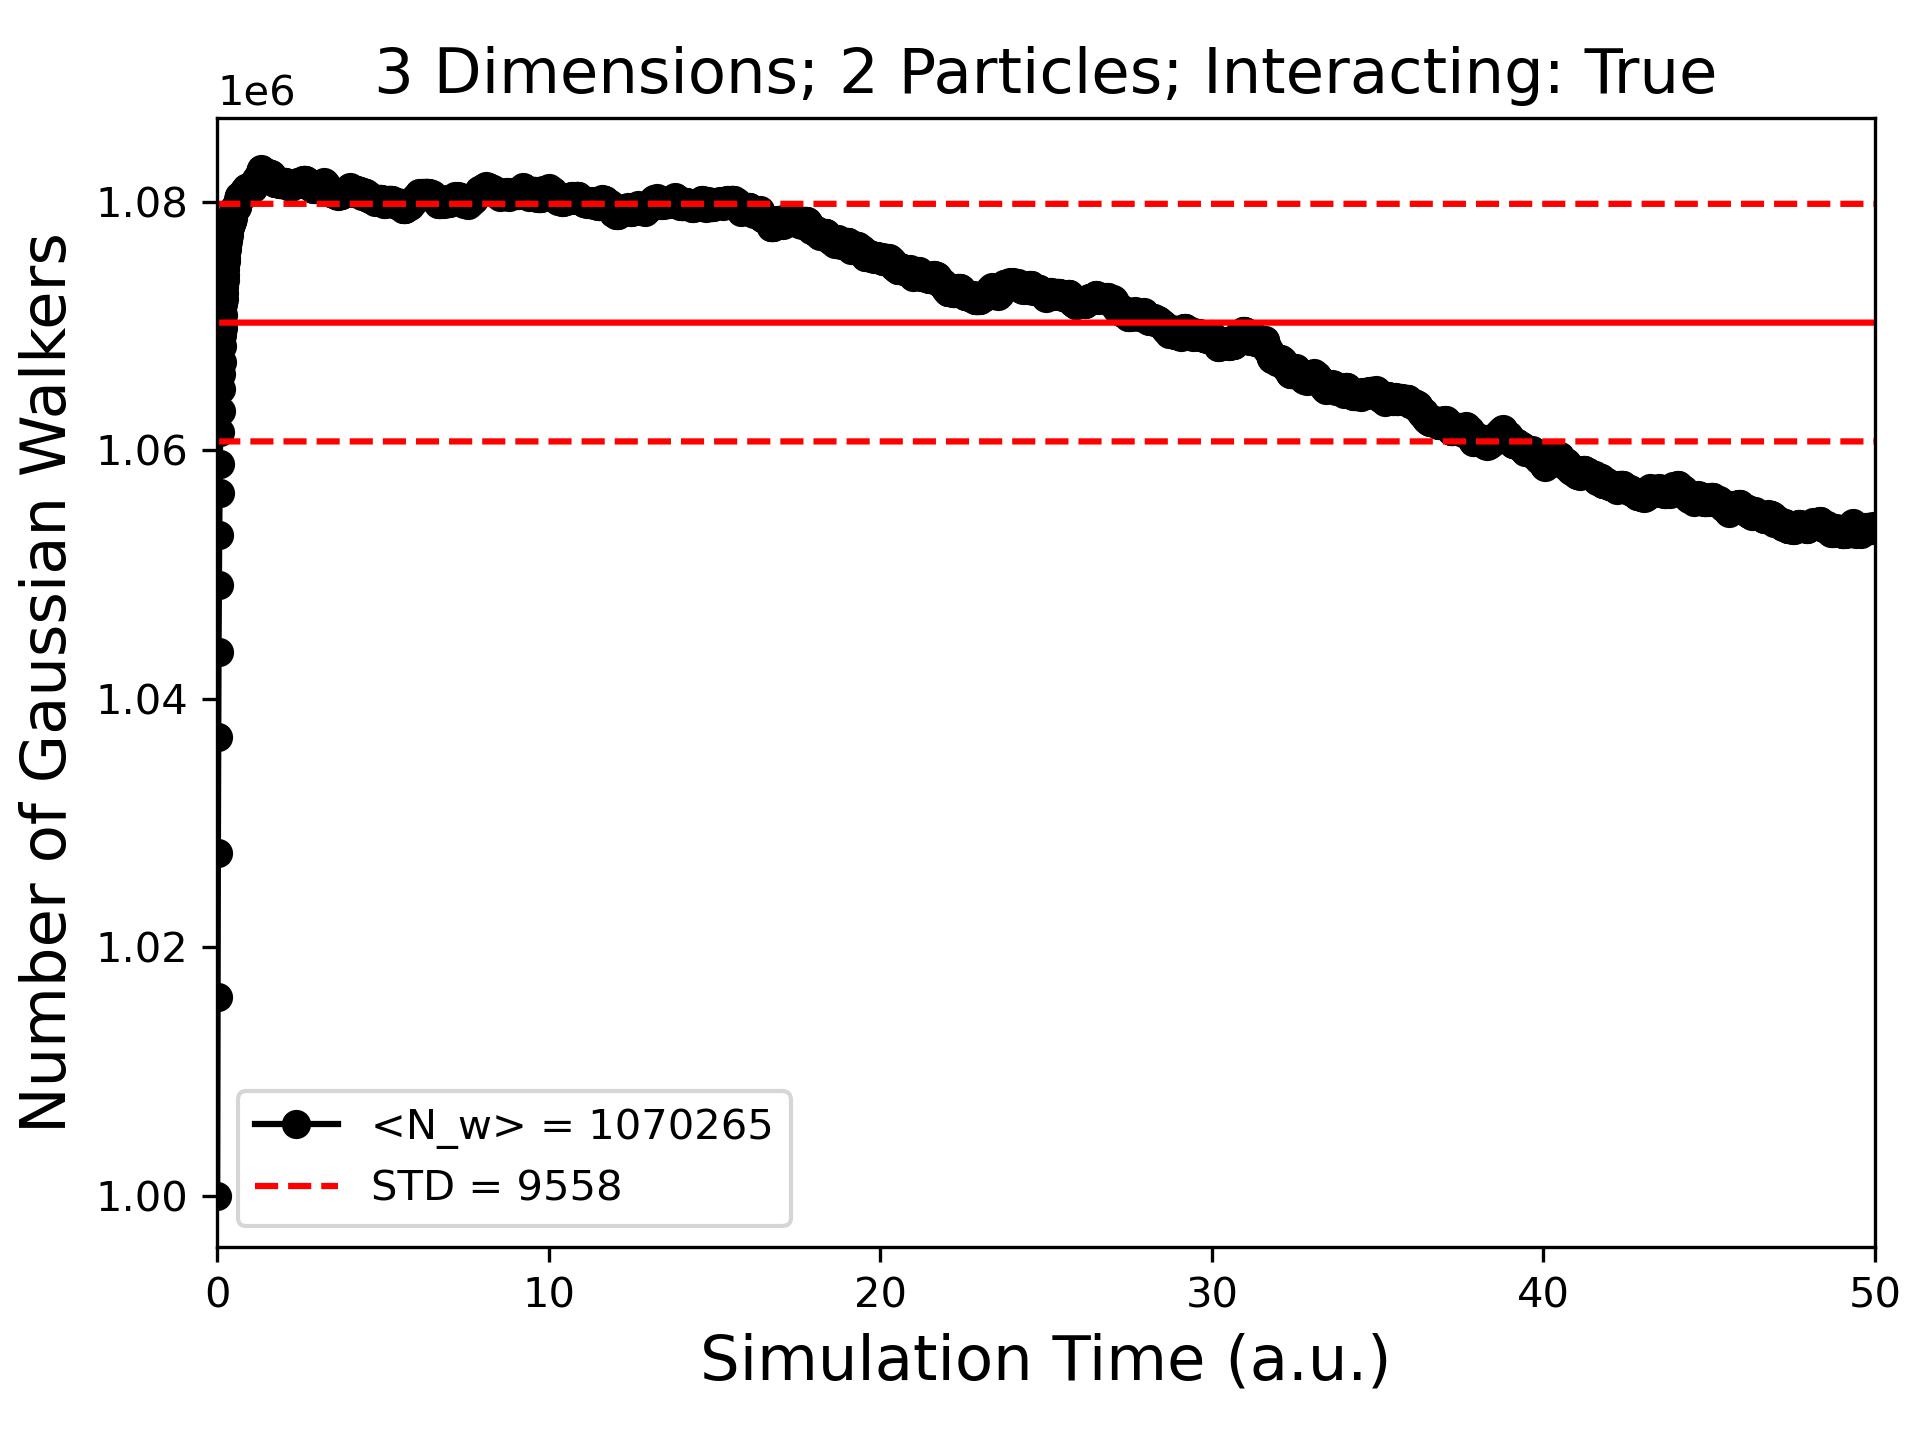 3 Dimensions; 2 Particles; Interacting: True
1e6
1.08
1.06
1.04
1.02
1.00
Number of Gaussian Walkers
<N_w> = 1070265
STD = 9558
0 10 20 30 40 50
Simulation Time (a.u.)